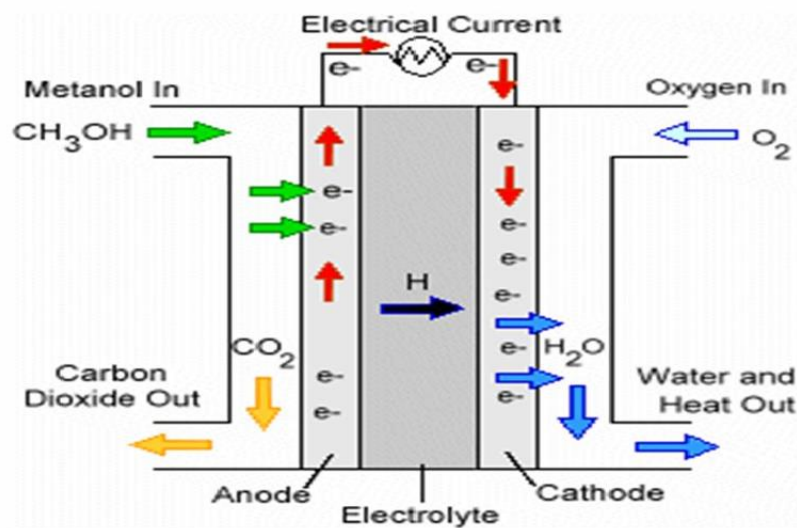 Electrical Current
e- e-
Metanol In
Oxygen In
CH₃OH
O₂
e-
e-
e-
e-
e-
H
e-
CO₂
e-
H₂O
Carbon
Dioxide Out
e-
e-
e-
Water and
Heat Out
Anode
Cathode
Electrolyte